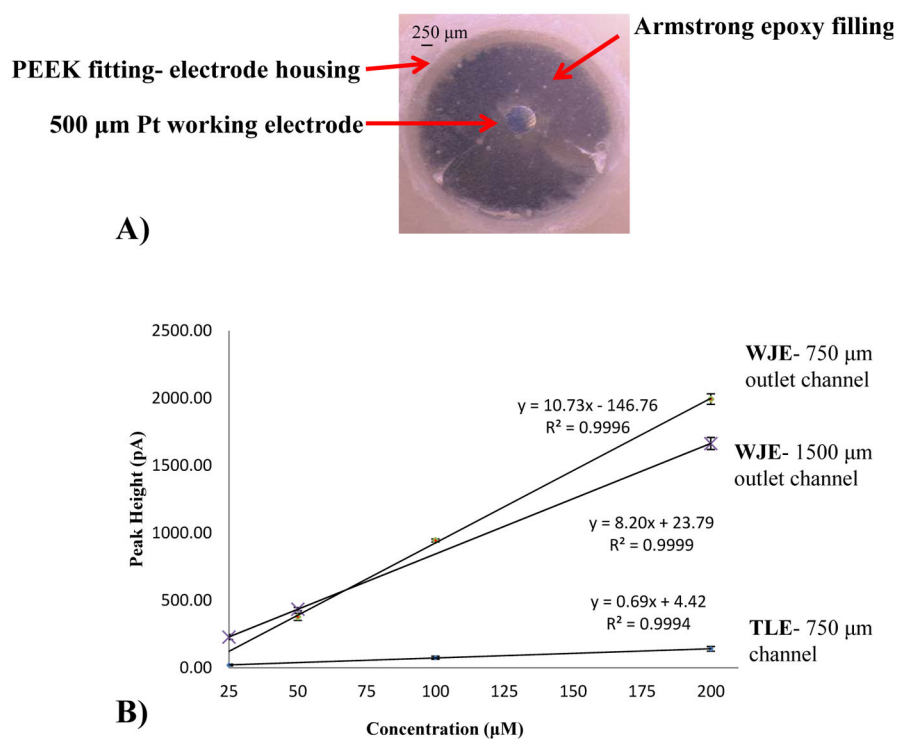 250 μm
Armstrong epoxy filling
PEEK fitting- electrode housing
500 μm Pt working electrode
A)
2500.00
2000.00
1500.00
1000.00
500.00
0.00
Peak Height (pA)
y = 10.73x - 146.76
R² = 0.9996
y = 8.20x + 23.79
R² = 0.9999
y = 0.69x + 4.42
R² = 0.9994
WJE- 750 μm
outlet channel
WJE- 1500 μm
outlet channel
TLE- 750 μm
channel
25 50 75 100 125 150 175 200
Concentration (μM)
B)